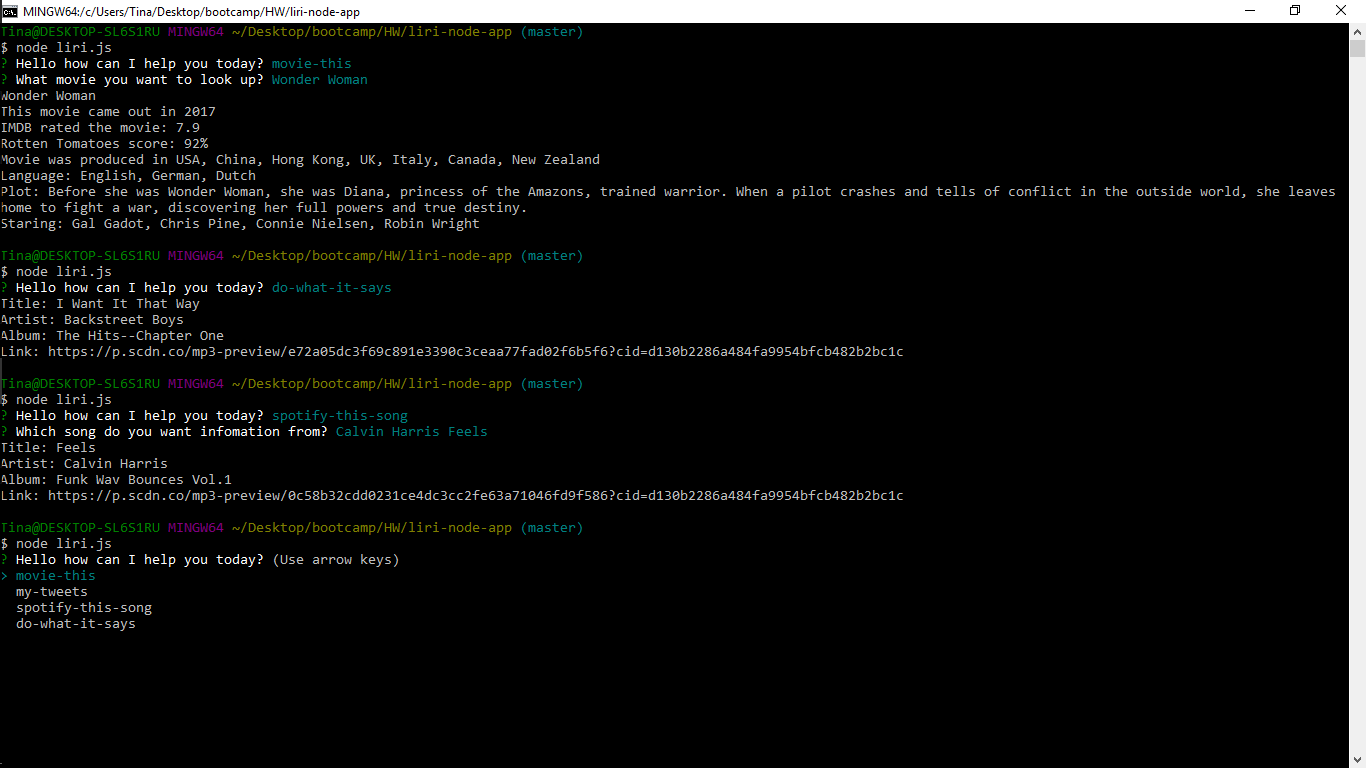 MINGW64:/c/Users/Tina/Desktop/bootcamp/HW/liri-node-app
Tina@DESKTOP-SL6S1RU MINGW64 ~/Desktop/bootcamp/HW/liri-node-app (master)
$ node liri.js
? Hello how can I help you today? movie-this
? What movie you want to look up? Wonder Woman
Wonder Woman
This movie came out in 2017
IMDB rated the movie: 7.9
Rotten Tomatoes score: 92%
Movie was produced in USA, China, Hong Kong, UK, Italy, Canada, New Zealand
Language: English, German, Dutch
Plot: Before she was Wonder Woman, she was Diana, princess of the Amazons, trained warrior. When a pilot crashes and tells of conflict in the outside world, she leaves
home to fight a war, discovering her full powers and true destiny.
Staring: Gal Gadot, Chris Pine, Connie Nielsen, Robin Wright
Tina@DESKTOP-SL6S1RU MINGW64 ~/Desktop/bootcamp/HW/liri-node-app (master)
$ node liri.js
? Hello how can I help you today? do-what-it-says
Title: I Want It That Way
Artist: Backstreet Boys
Album: The Hits--Chapter One
Link: https://p.scdn.co/mp3-preview/e72a05dc3f69c891e3390c3ceaa77fad02f6b5f6?cid=d130b2286a484fa9954bfcb482b2bc1c
Tina@DESKTOP-SL6S1RU MINGW64 ~/Desktop/bootcamp/HW/liri-node-app (master)
$ node liri.js
? Hello how can I help you today? spotify-this-song
? Which song do you want infomation from? Calvin Harris Feels
Title: Feels
Artist: Calvin Harris
Album: Funk Wav Bounces Vol.1
Link: https://p.scdn.co/mp3-preview/0c58b32cdd0231ce4dc3cc2fe63a71046fd9f586?cid=d130b2286a484fa9954bfcb482b2bc1c
Tina@DESKTOP-SL6S1RU MINGW64 ~/Desktop/bootcamp/HW/liri-node-app (master)
$ node liri.js
? Hello how can I help you today? (Use arrow keys)
> movie-this
my-tweets
spotify-this-song
do-what-it-says